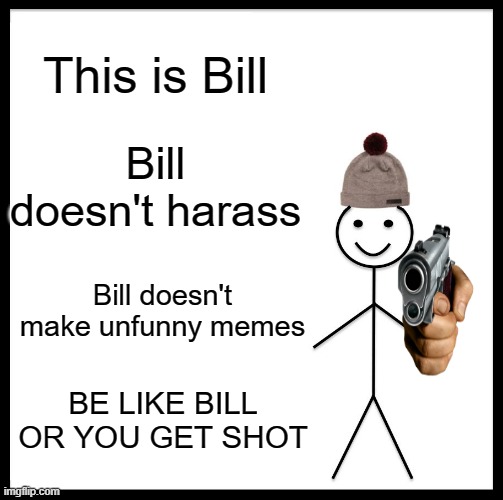 This is Bill
Bill
doesn't harass
Bill doesn't
make unfunny memes
BE LIKE BILL
OR YOU GET SHOT
imgflip.com